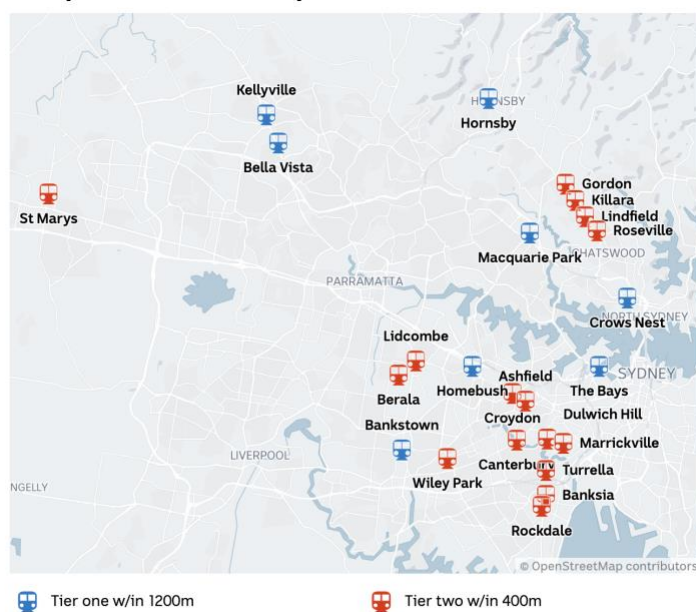 Kellyville
HORNSBY
Hornsby
Bella Vista
Gordon
St Marys
Killara
Lindfield
Roseville
Macquarie Park
CHATSWOOD
PARRAMATTA
NORTH SYDNEY
Crows Nest
Lidcombe
SYDNEY
Ashfield
Homebush
The Bays
Berala
Croydon
Dulwich Hill
Bankstown
Marrickville
LIVERPOOL
Canterbury
Turrella
Wiley Park
NGELLY
Banksia
Rockdale
© OpenStreetMap contributors
Tier one w/in 1200m
Tier two w/in 400m